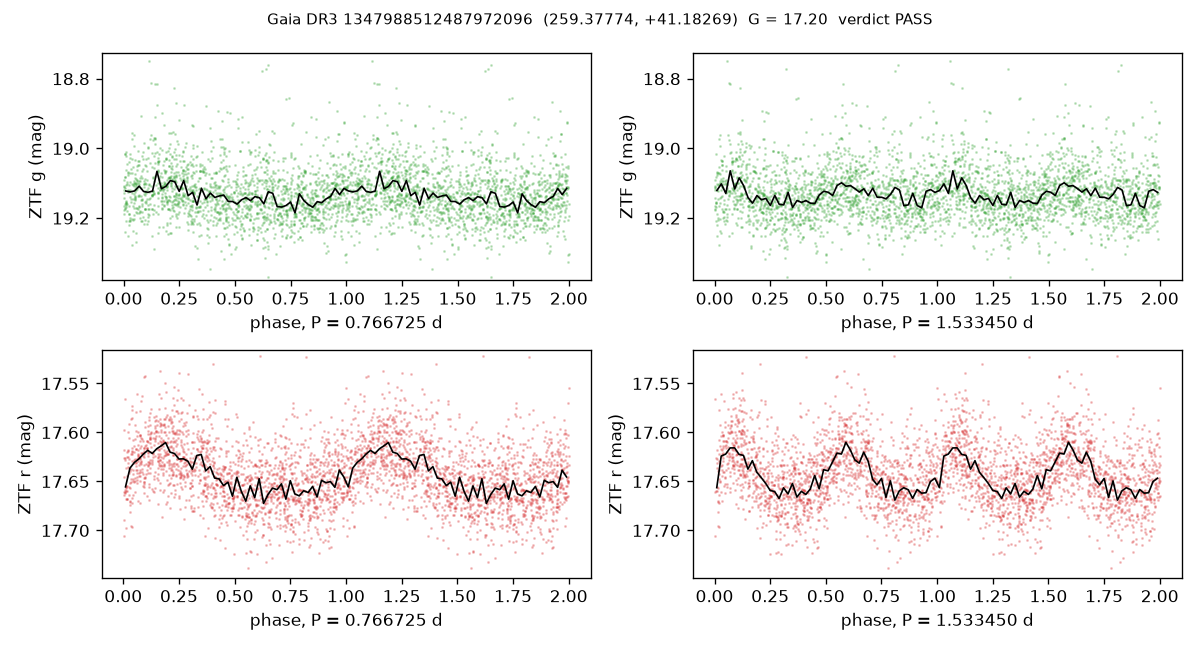 Gaia DR3 1347988512487972096 (259.37774, +41.18269) G = 17.20 verdict PASS
ZTF g (mag)
18.8
19.0
19.2
0.00 0.25 0.50 0.75 1.00 1.25 1.50 1.75 2.00
phase, P = 0.766725 d
ZTF g (mag)
18.8
19.0
19.2
0.00 0.25 0.50 0.75 1.00 1.25 1.50 1.75 2.00
phase, P = 1.533450 d
ZTF r (mag)
17.55
17.60
17.65
17.70
0.00 0.25 0.50 0.75 1.00 1.25 1.50 1.75 2.00
phase, P = 0.766725 d
ZTF r (mag)
17.55
17.60
17.65
17.70
0.00 0.25 0.50 0.75 1.00 1.25 1.50 1.75 2.00
phase, P = 1.533450 d